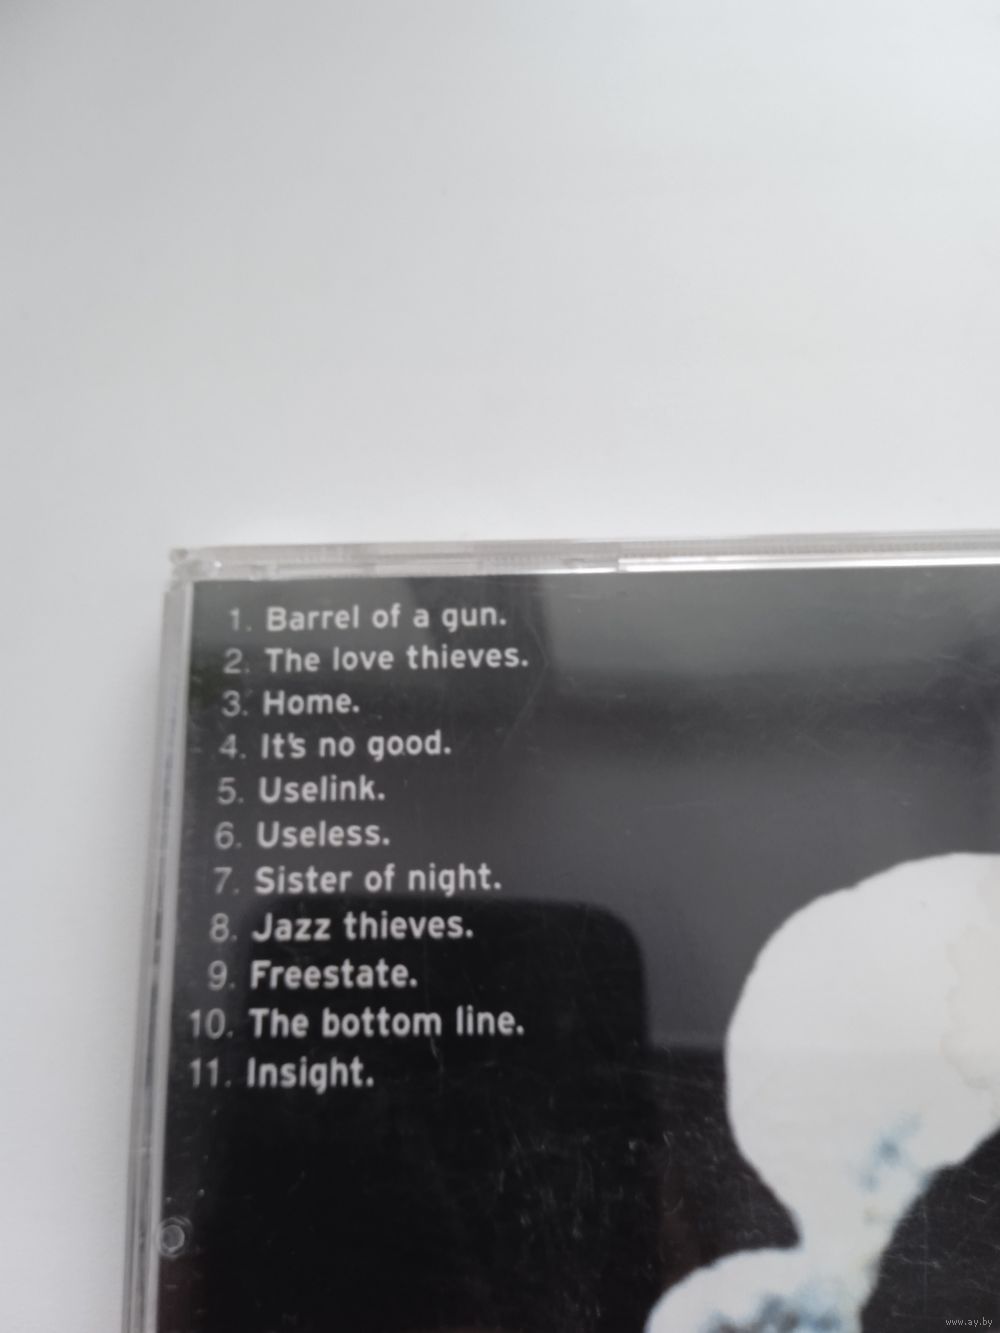 1. Barrel of a gun.
2. The love thieves.
3. Home.
4. It's no good.
5. Uselink.
6. Useless.
7. Sister of night.
8. Jazz thieves.
9. Freestate.
10. The bottom line.
11. Insight.
www.ay.by